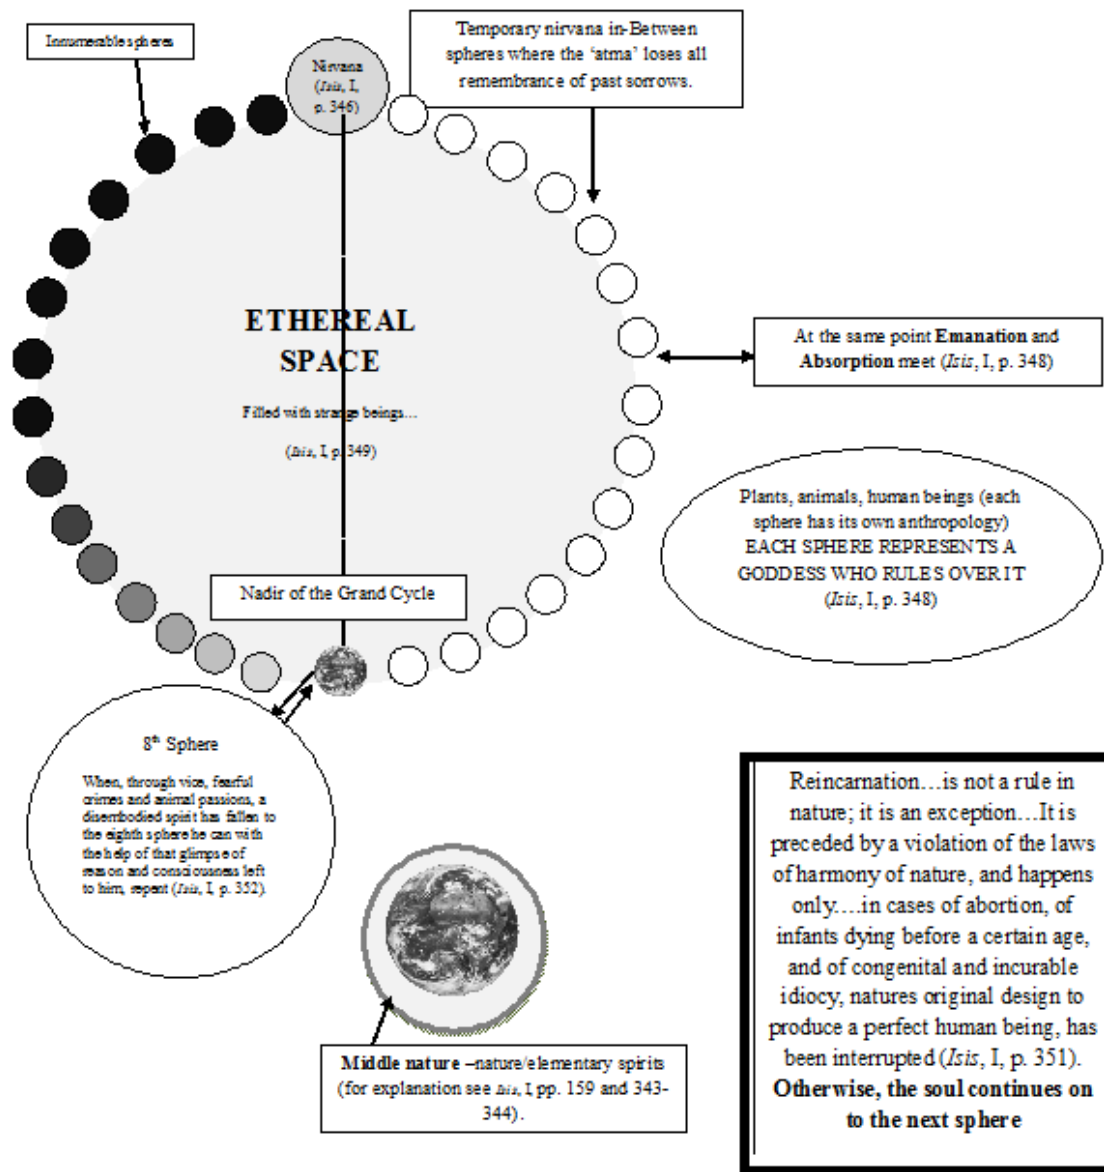 Innumerable spheres
Nirvana
(Isis, I,
p. 346)
Temporary nirvana in-Between
spheres where the ‘atma’ loses all
remembrance of past sorrows.
ETHEREAL
SPACE
Filled with strange beings…
(Isis, I, p. 349)
At the same point Emanation and
Absorption meet (Isis, I, p. 348)
Plants, animals, human beings (each
sphere has its own anthropology)
EACH SPHERE REPRESENTS A
GODDESS WHO RULES OVER IT
(Isis, I, p. 348)
Nadir of the Grand Cycle
8th Sphere
When, through vice, fearful
crimes and animal passions, a
disembodied spirit has fallen to
the eighth sphere he can with
the help of that glimpse of
reason and consciousness left
to him, repent (Isis, I, p. 352).
Middle nature –nature/elementary spirits
(for explanation see Isis, I, pp. 159 and 343-
344).
Reincarnation…is not a rule in
nature; it is an exception…It is
preceded by a violation of the laws
of harmony of nature, and happens
only….in cases of abortion, of
infants dying before a certain age,
and of congenital and incurable
idiocy, natures original design to
produce a perfect human being, has
been interrupted (Isis, I, p. 351).
Otherwise, the soul continues on
to the next sphere